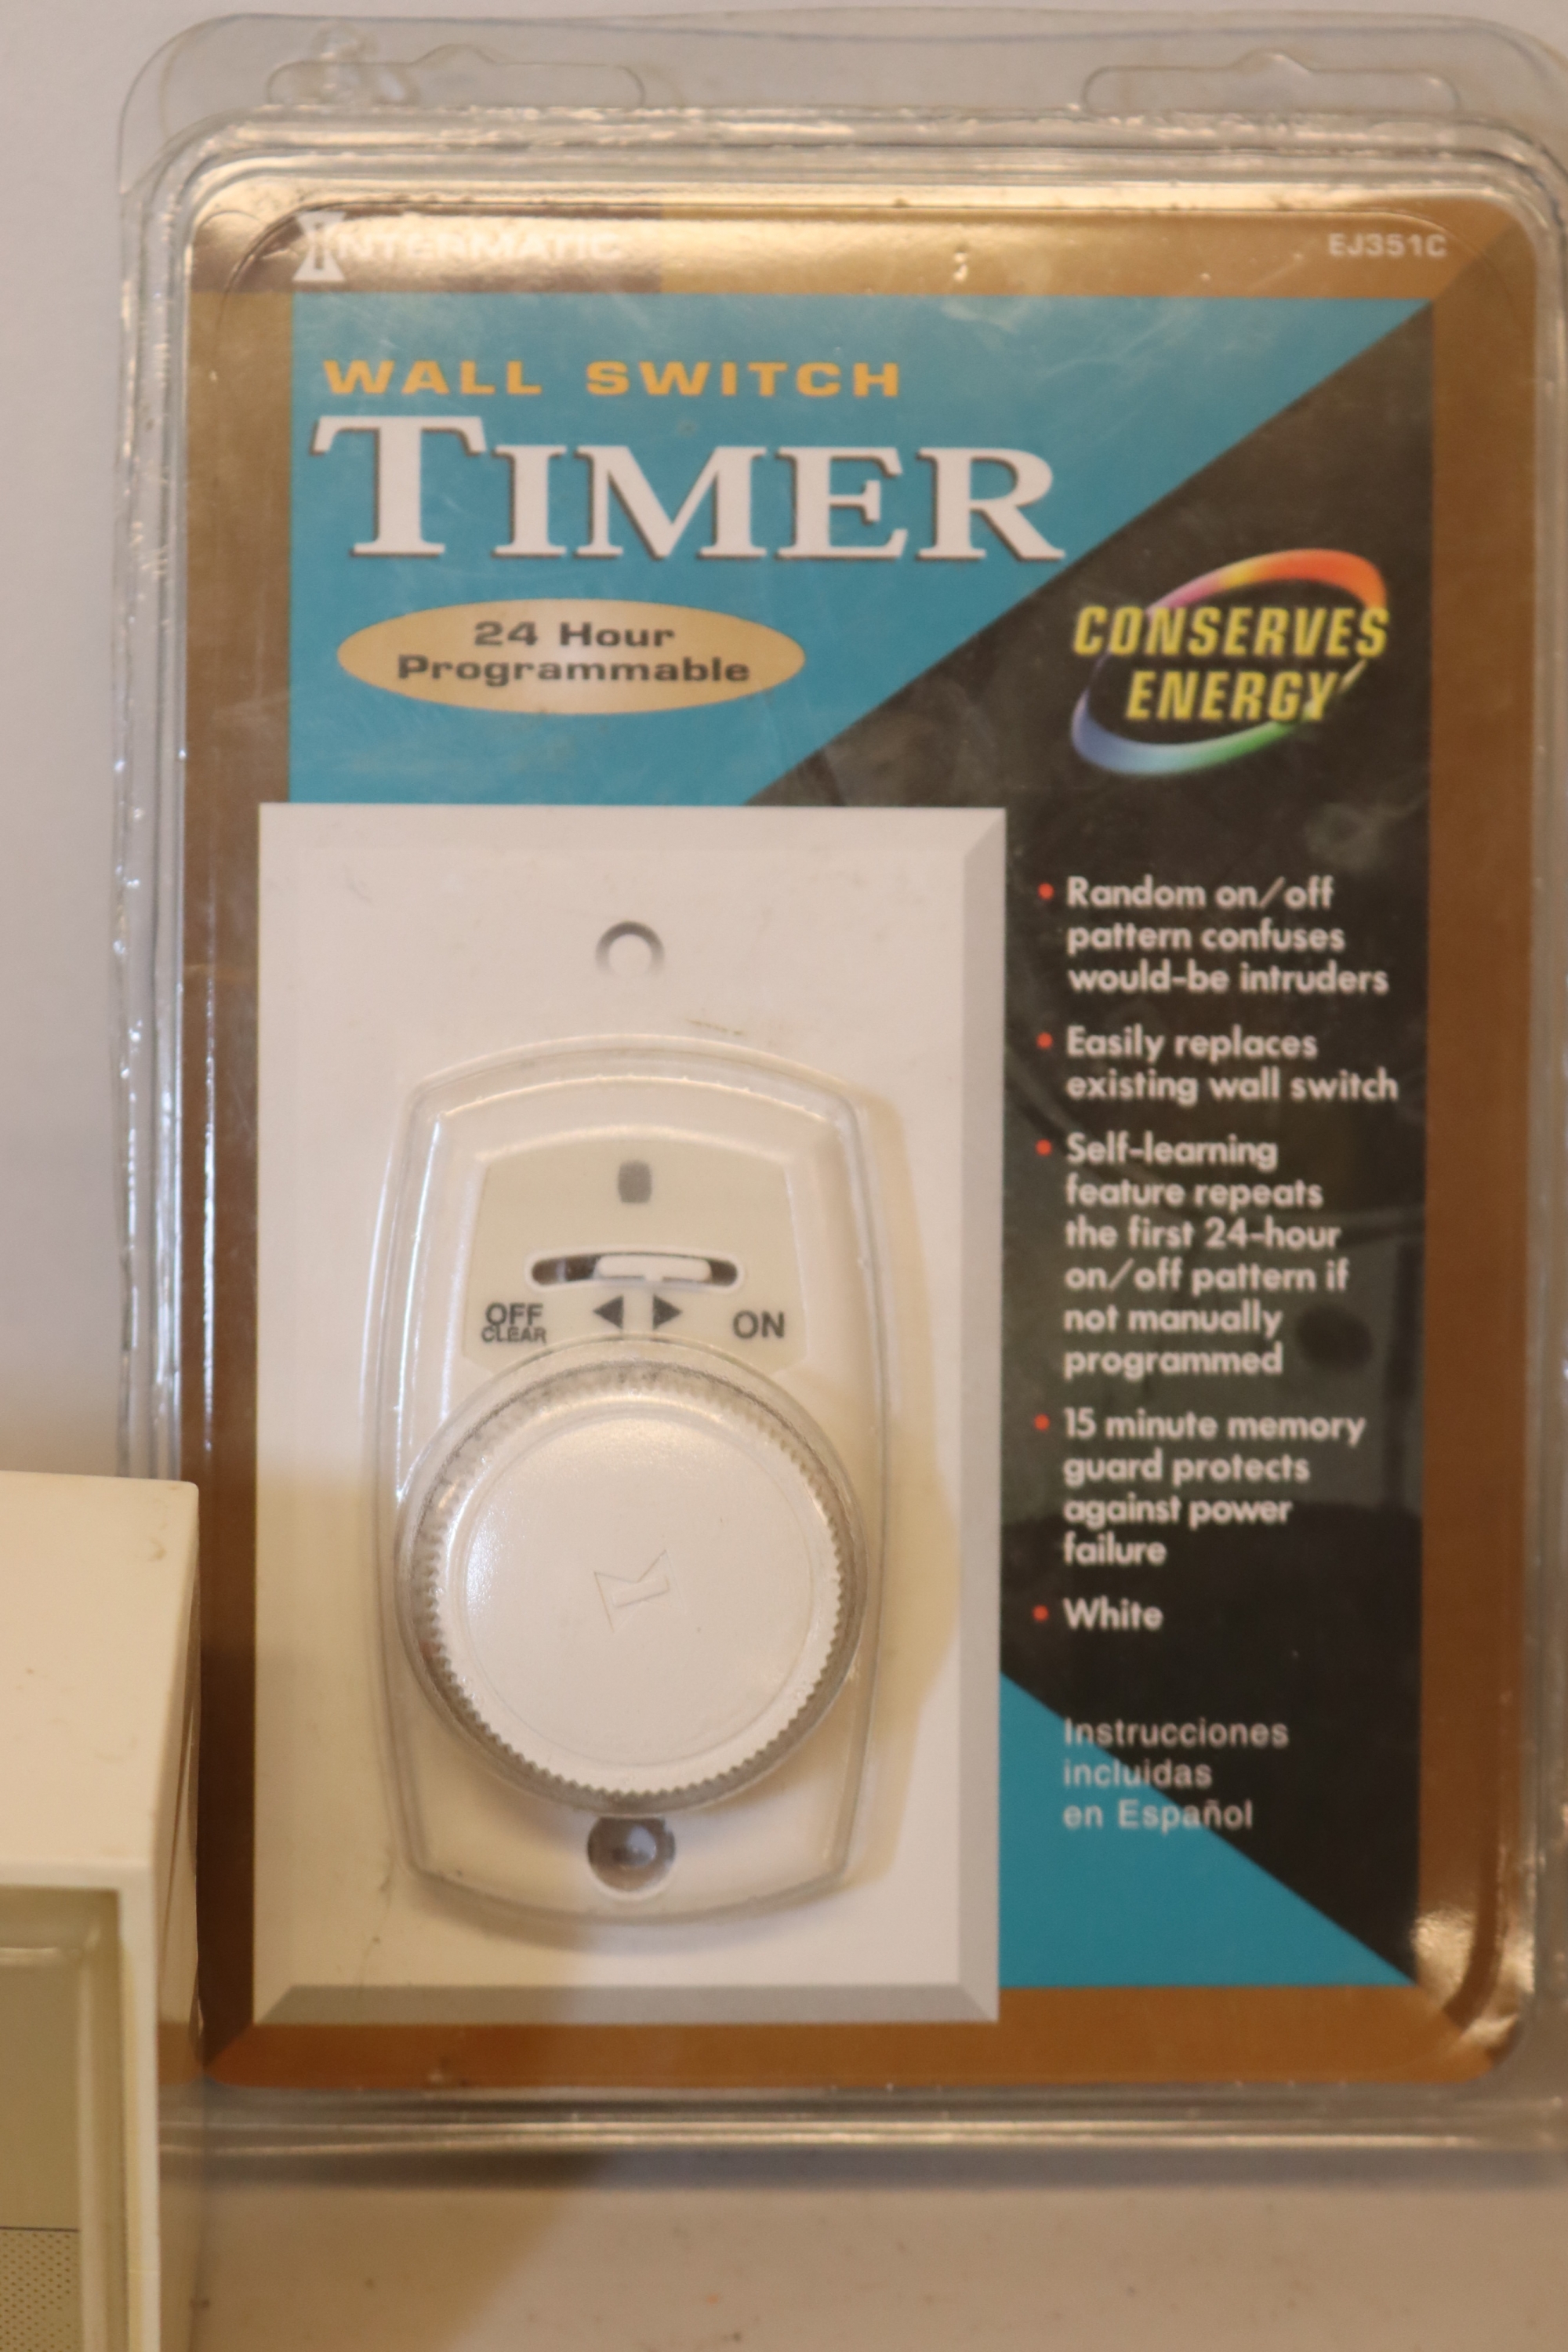 INTERMATIC EJ351C
WALL SWITCH
TIMER
24 Hour
Programmable
CONSERVES
ENERGY
• Random on/off
pattern confuses
would-be intruders
• Easily replaces
existing wall switch
• Self-learning
feature repeats
the first 24-hour
on/off pattern if
not manually
programmed
• 15 minute memory
guard protects
against power
failure
• White
Instrucciones
incluidas
en Español
OFF ◀ ▶ ON
CLEAR